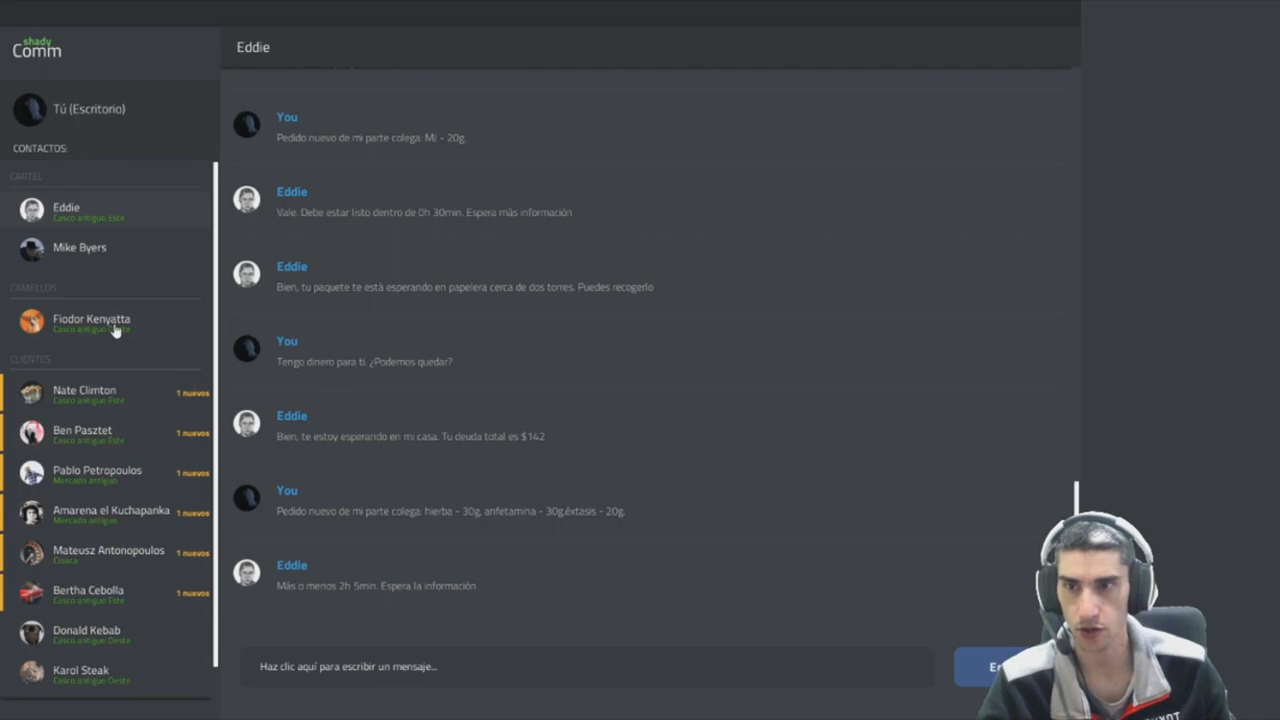 shady
Comm
Tú (Escritorio)
CONTACTOS:
CARTEL
Eddie
Casco antiguo Este
Mike Byers
CAMELLOS
Fiodor Kenyatta
Casco antiguo
CLIENTES
Nate Climton
Casco antiguo Este
1 nuevos
Ben Pasztet
Casco antiguo Este
1 nuevos
Pablo Petropoulos
Mercado antiguo
1 nuevos
Amarena el Kuchapanka
Mercado antiguo
1 nuevos
Mateusz Antonopoulos
Cloaca
1 nuevos
Bertha Cebolla
Casco antiguo Este
1 nuevos
Donald Kebab
Casco antiguo Oeste
Karol Steak
Casco antiguo Oeste
Eddie
You
Pedido nuevo de mi parte colega: MJ - 20g.
Eddie
Vale. Debe estar listo dentro de 0h 30min. Espera más información
Eddie
Bien, tu paquete te está esperando en papelera cerca de dos torres. Puedes recogerlo
You
Tengo dinero para ti. ¿Podemos quedar?
Eddie
Bien, te estoy esperando en mi casa. Tu deuda total es $142
You
Pedido nuevo de mi parte colega: hierba - 30g, anfetamina - 30g,éxtasis - 20g.
Eddie
Más o menos 2h 5min. Espera la información
Haz clic aquí para escribir un mensaje...